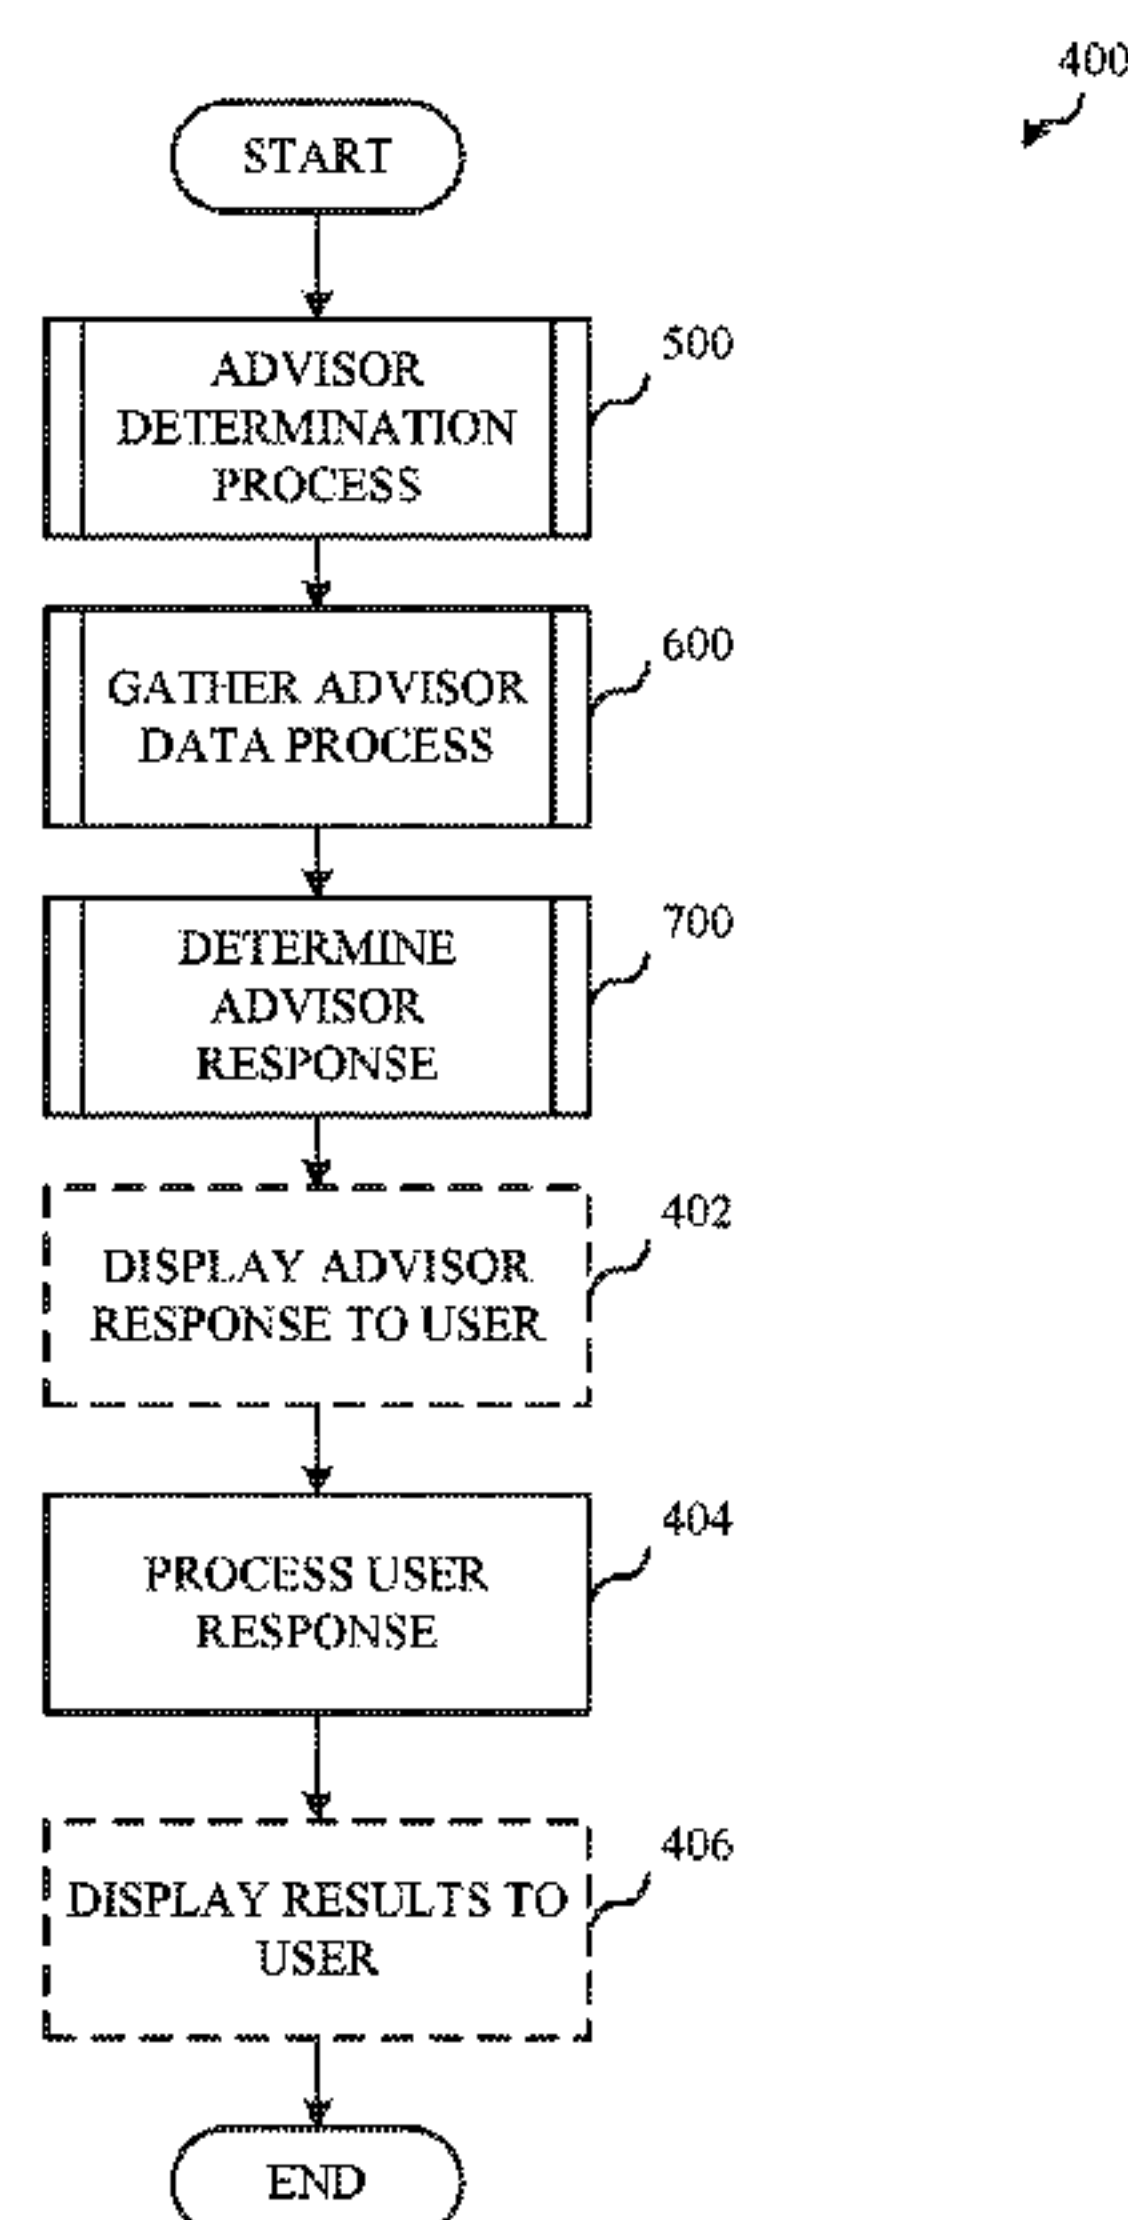 400
START
ADVISOR
DETERMINATION
PROCESS
500
GATHER ADVISOR
DATA PROCESS
600
DETERMINE
ADVISOR
RESPONSE
700
DISPLAY ADVISOR
RESPONSE TO USER
402
PROCESS USER
RESPONSE
404
DISPLAY RESULTS TO
USER
406
END